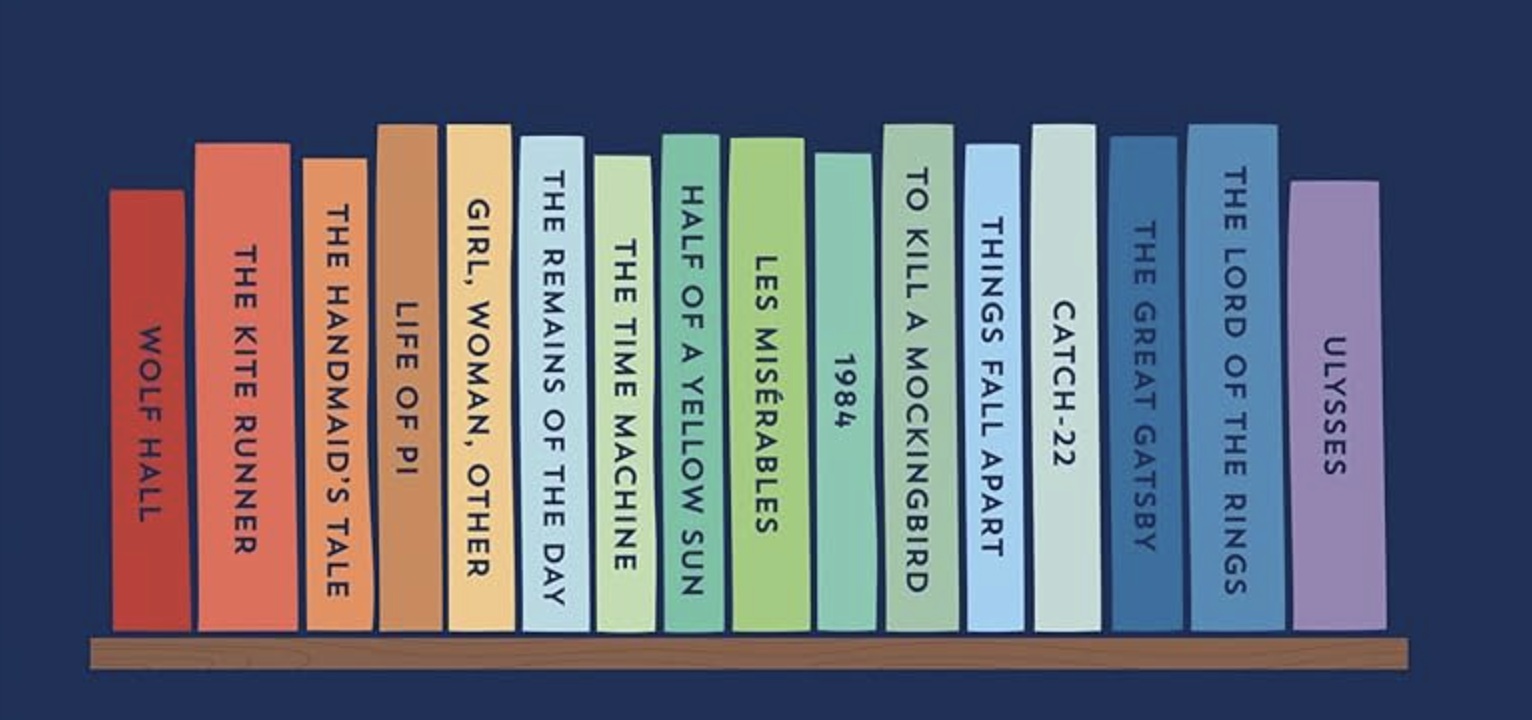 WOLF HALL
THE KITE RUNNER
THE HANDMAID'S TALE
LIFE OF PI
GIRL, WOMAN, OTHER
THE REMAINS OF THE DAY
THE TIME MACHINE
HALF OF A YELLOW SUN
LES MISÉRABLES
1984
TO KILL A MOCKINGBIRD
THINGS FALL APART
CATCH-22
THE GREAT GATSBY
THE LORD OF THE RINGS
ULYSSES